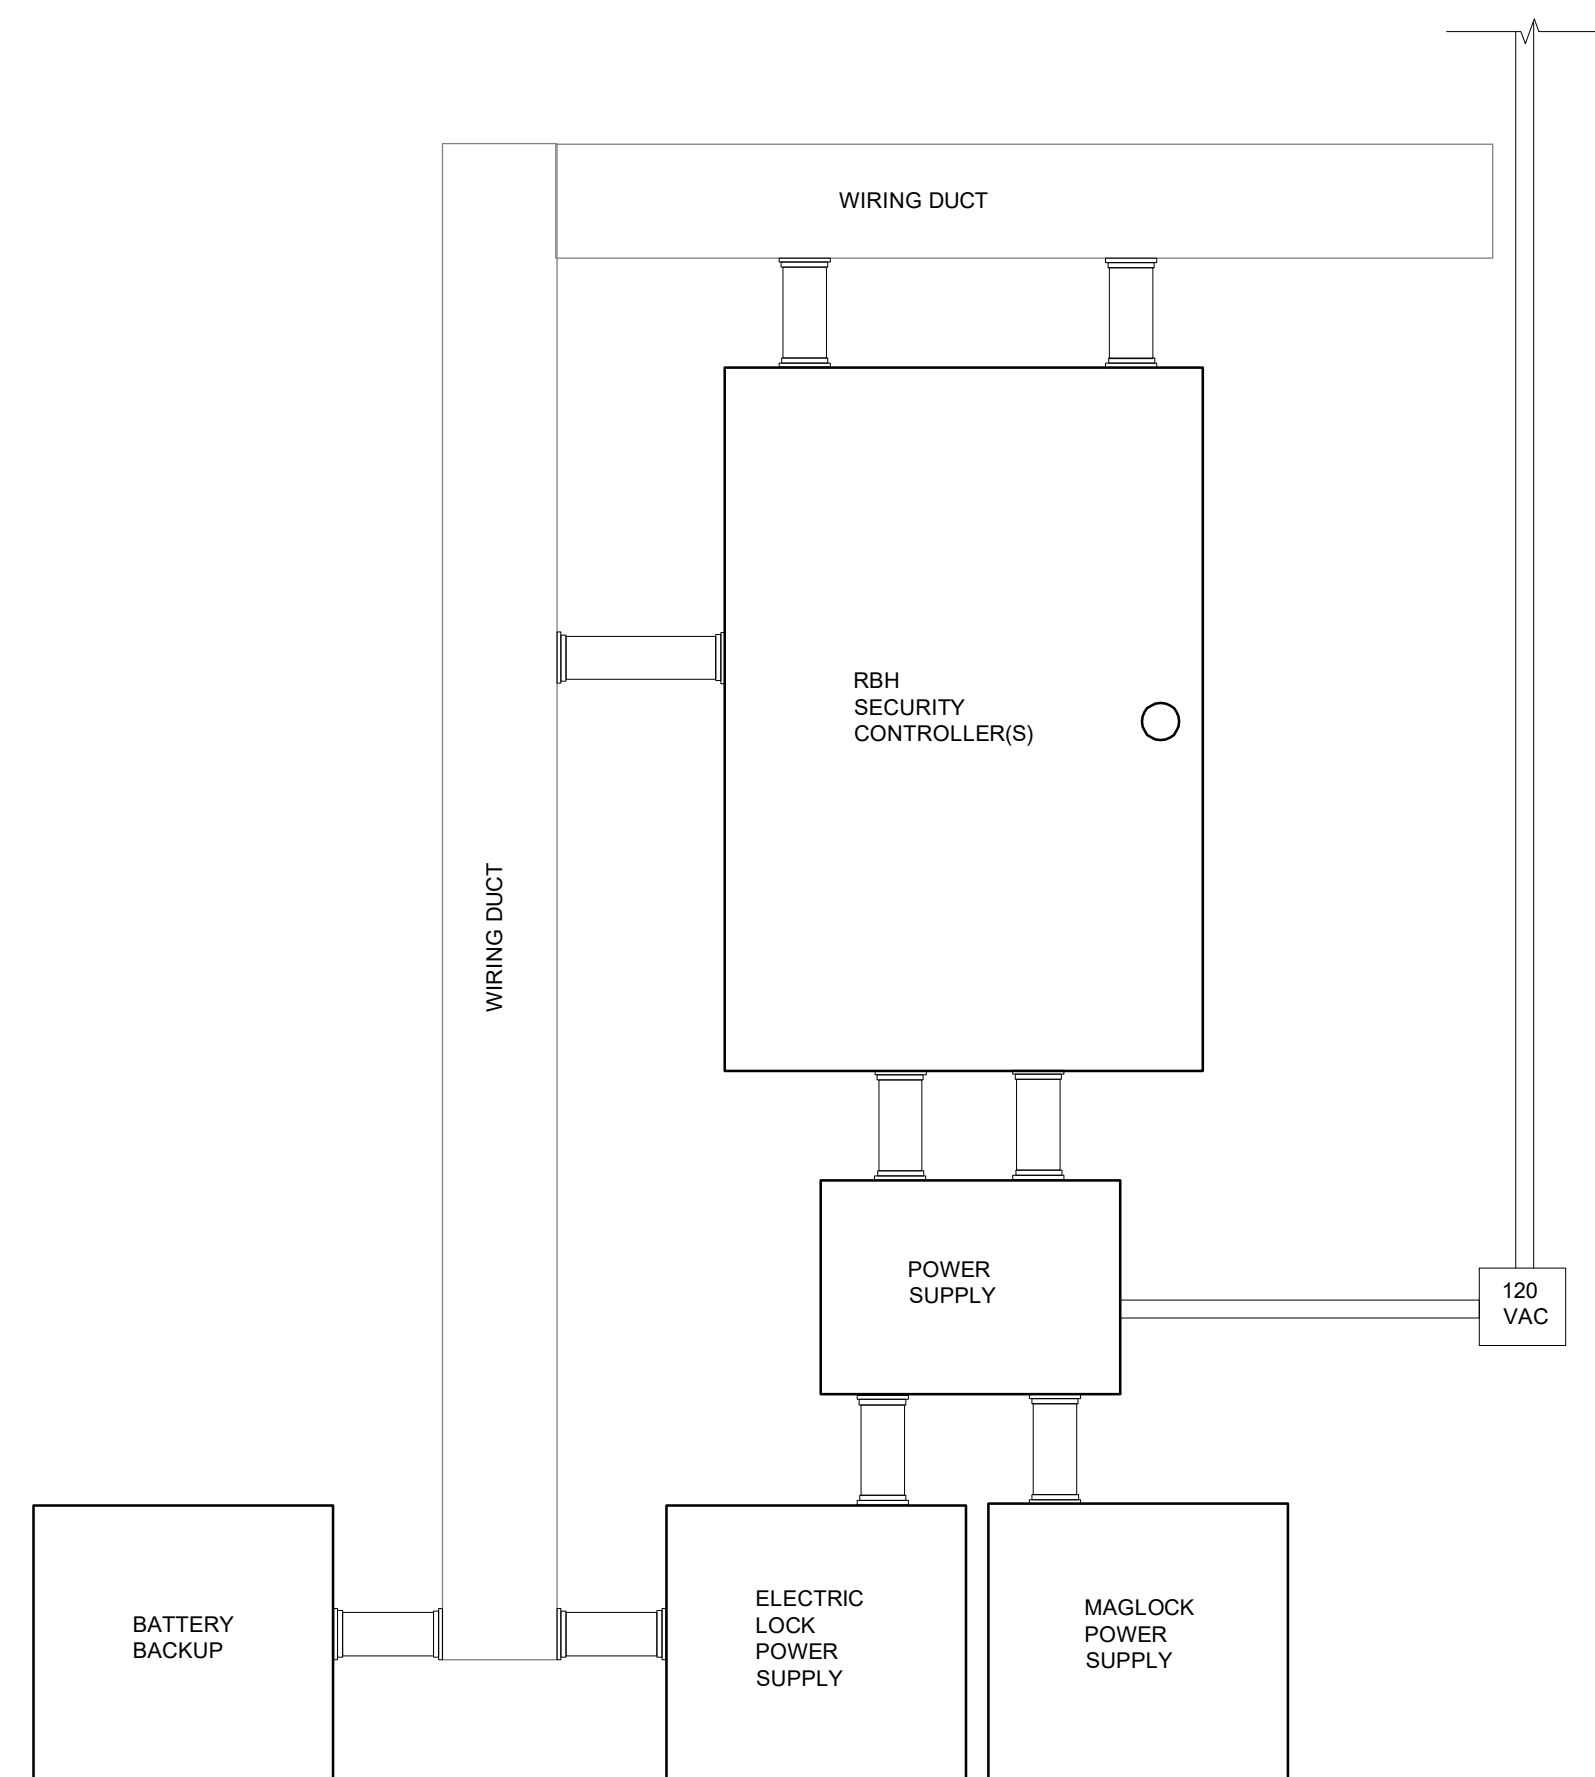 WIRING DUCT
RBH
SECURITY
CONTROLLER(S)
WIRING DUCT
POWER
SUPPLY
120
VAC
BATTERY
BACKUP
ELECTRIC
LOCK
POWER
SUPPLY
MAGLOCK
POWER
SUPPLY